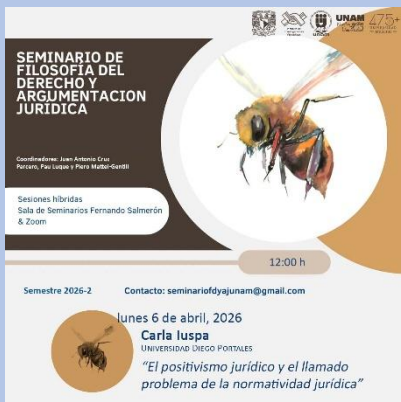 UNAM
SEMINARIO DE
FILOSOFÍA DEL
DERECHO Y
ARGUMENTACION
JURÍDICA
Coordinadores: Juan Antonio Cruz
Parcero, Pau Luque y Piero Mattei-Gentili
Sesiones híbridas
Sala de Seminarios Fernando Salmerón
& Zoom
12:00 h
Semestre 2026-2
Contacto: seminariofdyajunam@gmail.com
lunes 6 de abril, 2026
Carla Iuspa
UNIVERSIDAD DIEGO PORTALES
“El positivismo jurídico y el llamado
problema de la normatividad jurídica”